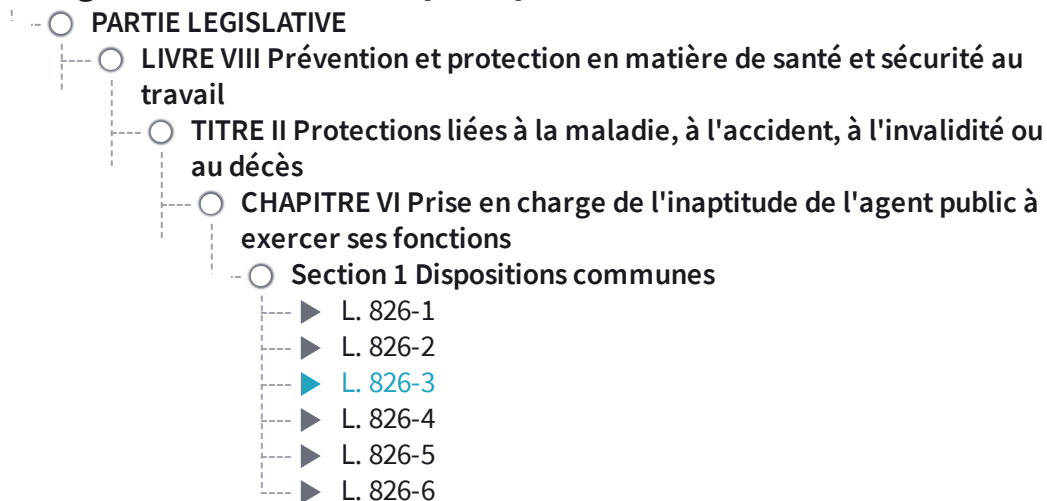 PARTIE LEGISLATIVE
LIVRE VIII Prévention et protection en matière de santé et sécurité au
travail
TITRE II Protections liées à la maladie, à l'accident, à l'invalidité ou
au décès
CHAPITRE VI Prise en charge de l'inaptitude de l'agent public à
exercer ses fonctions
Section 1 Dispositions communes
L. 826-1
L. 826-2
L. 826-3
L. 826-4
L. 826-5
L. 826-6